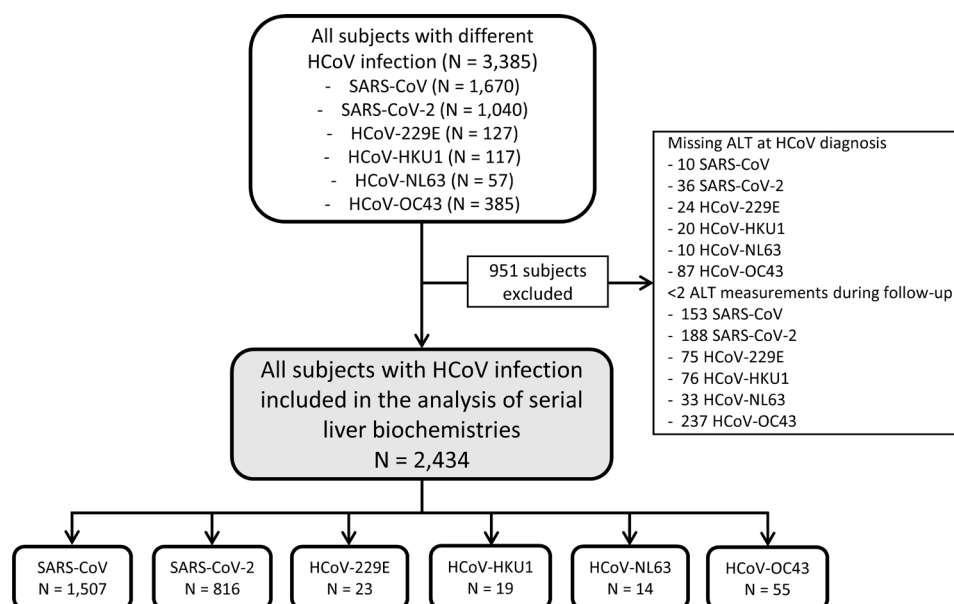 All subjects with different
HCoV infection (N = 3,385)
- SARS-CoV (N = 1,670)
- SARS-CoV-2 (N = 1,040)
- HCoV-229E (N = 127)
- HCoV-HKU1 (N = 117)
- HCoV-NL63 (N = 57)
- HCoV-OC43 (N = 385)
951 subjects
excluded
Missing ALT at HCoV diagnosis
- 10 SARS-CoV
- 36 SARS-CoV-2
- 24 HCoV-229E
- 20 HCoV-HKU1
- 10 HCoV-NL63
- 87 HCoV-OC43
<2 ALT measurements during follow-up
- 153 SARS-CoV
- 188 SARS-CoV-2
- 75 HCoV-229E
- 76 HCoV-HKU1
- 33 HCoV-NL63
- 237 HCoV-OC43
All subjects with HCoV infection
included in the analysis of serial
liver biochemistries
N = 2,434
SARS-CoV
N = 1,507
SARS-CoV-2
N = 816
HCoV-229E
N = 23
HCoV-HKU1
N = 19
HCoV-NL63
N = 14
HCoV-OC43
N = 55